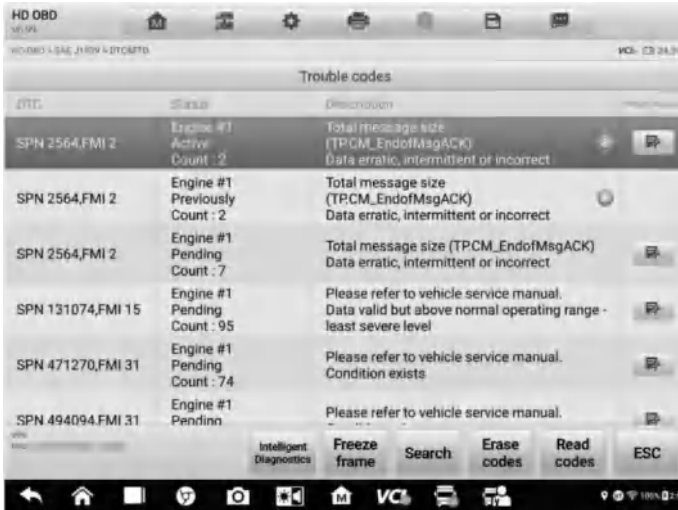 HD OBD
Trouble codes
DTC
Status
Description
SPN 2564,FMI 2
Engine #1
Active
Count : 2
Total message size
(TP.CM_EndofMsgACK)
Data erratic, intermittent or incorrect
SPN 2564,FMI 2
Engine #1
Previously
Count : 2
Total message size
(TP.CM_EndofMsgACK)
Data erratic, intermittent or incorrect
SPN 2564,FMI 2
Engine #1
Pending
Count : 7
Total message size (TP.CM_EndofMsgACK)
Data erratic, intermittent or incorrect
SPN 131074,FMI 15
Engine #1
Pending
Count : 95
Please refer to vehicle service manual.
Data valid but above normal operating range -
least severe level
SPN 471270,FMI 31
Engine #1
Pending
Count : 74
Please refer to vehicle service manual.
Condition exists
SPN 494094,FMI 31
Engine #1
Pending
Please refer to vehicle service manual.
Intelligent
Diagnostics
Freeze
frame
Search
Erase
codes
Read
codes
ESC
M
VCI
100%